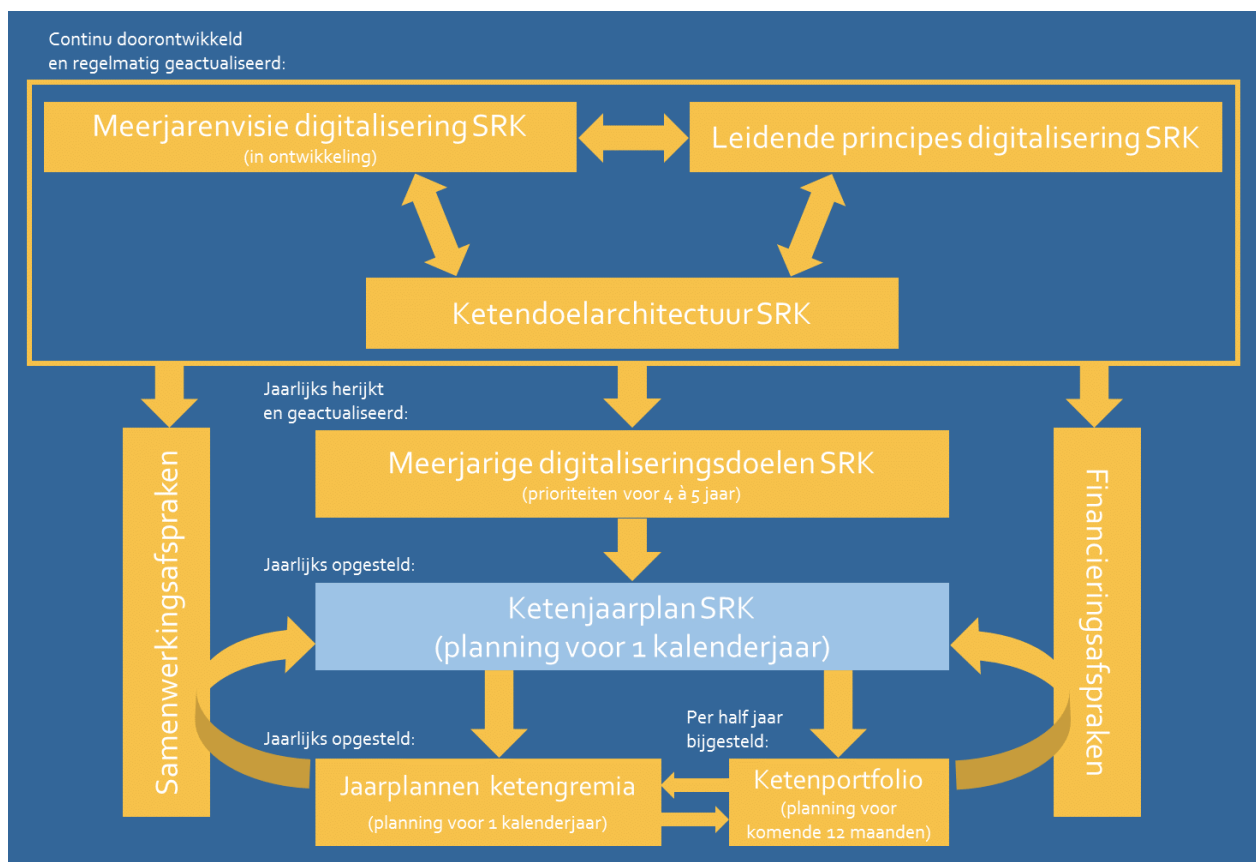 Continu doorontwikkeld
en regelmatig geactualiseerd:
Meerjarenvisie digitalisering SRK
(in ontwikkeling)
Leidende principes digitalisering SRK
Ketendoelarchitectuur SRK
Jaarlijks herijkt
en geactualiseerd:
Samenwerkingsafspraken
Meerjarige digitaliseringsdoelen SRK
(prioriteiten voor 4 à 5 jaar)
Financieringsafspraken
Jaarlijks opgesteld:
Ketenjaarplan SRK
(planning voor 1 kalenderjaar)
Jaarlijks opgesteld:
Per half jaar
bijgesteld:
Jaarplannen ketengremia
(planning voor 1 kalenderjaar)
Ketenportfolio
(planning voor
komende 12 maanden)